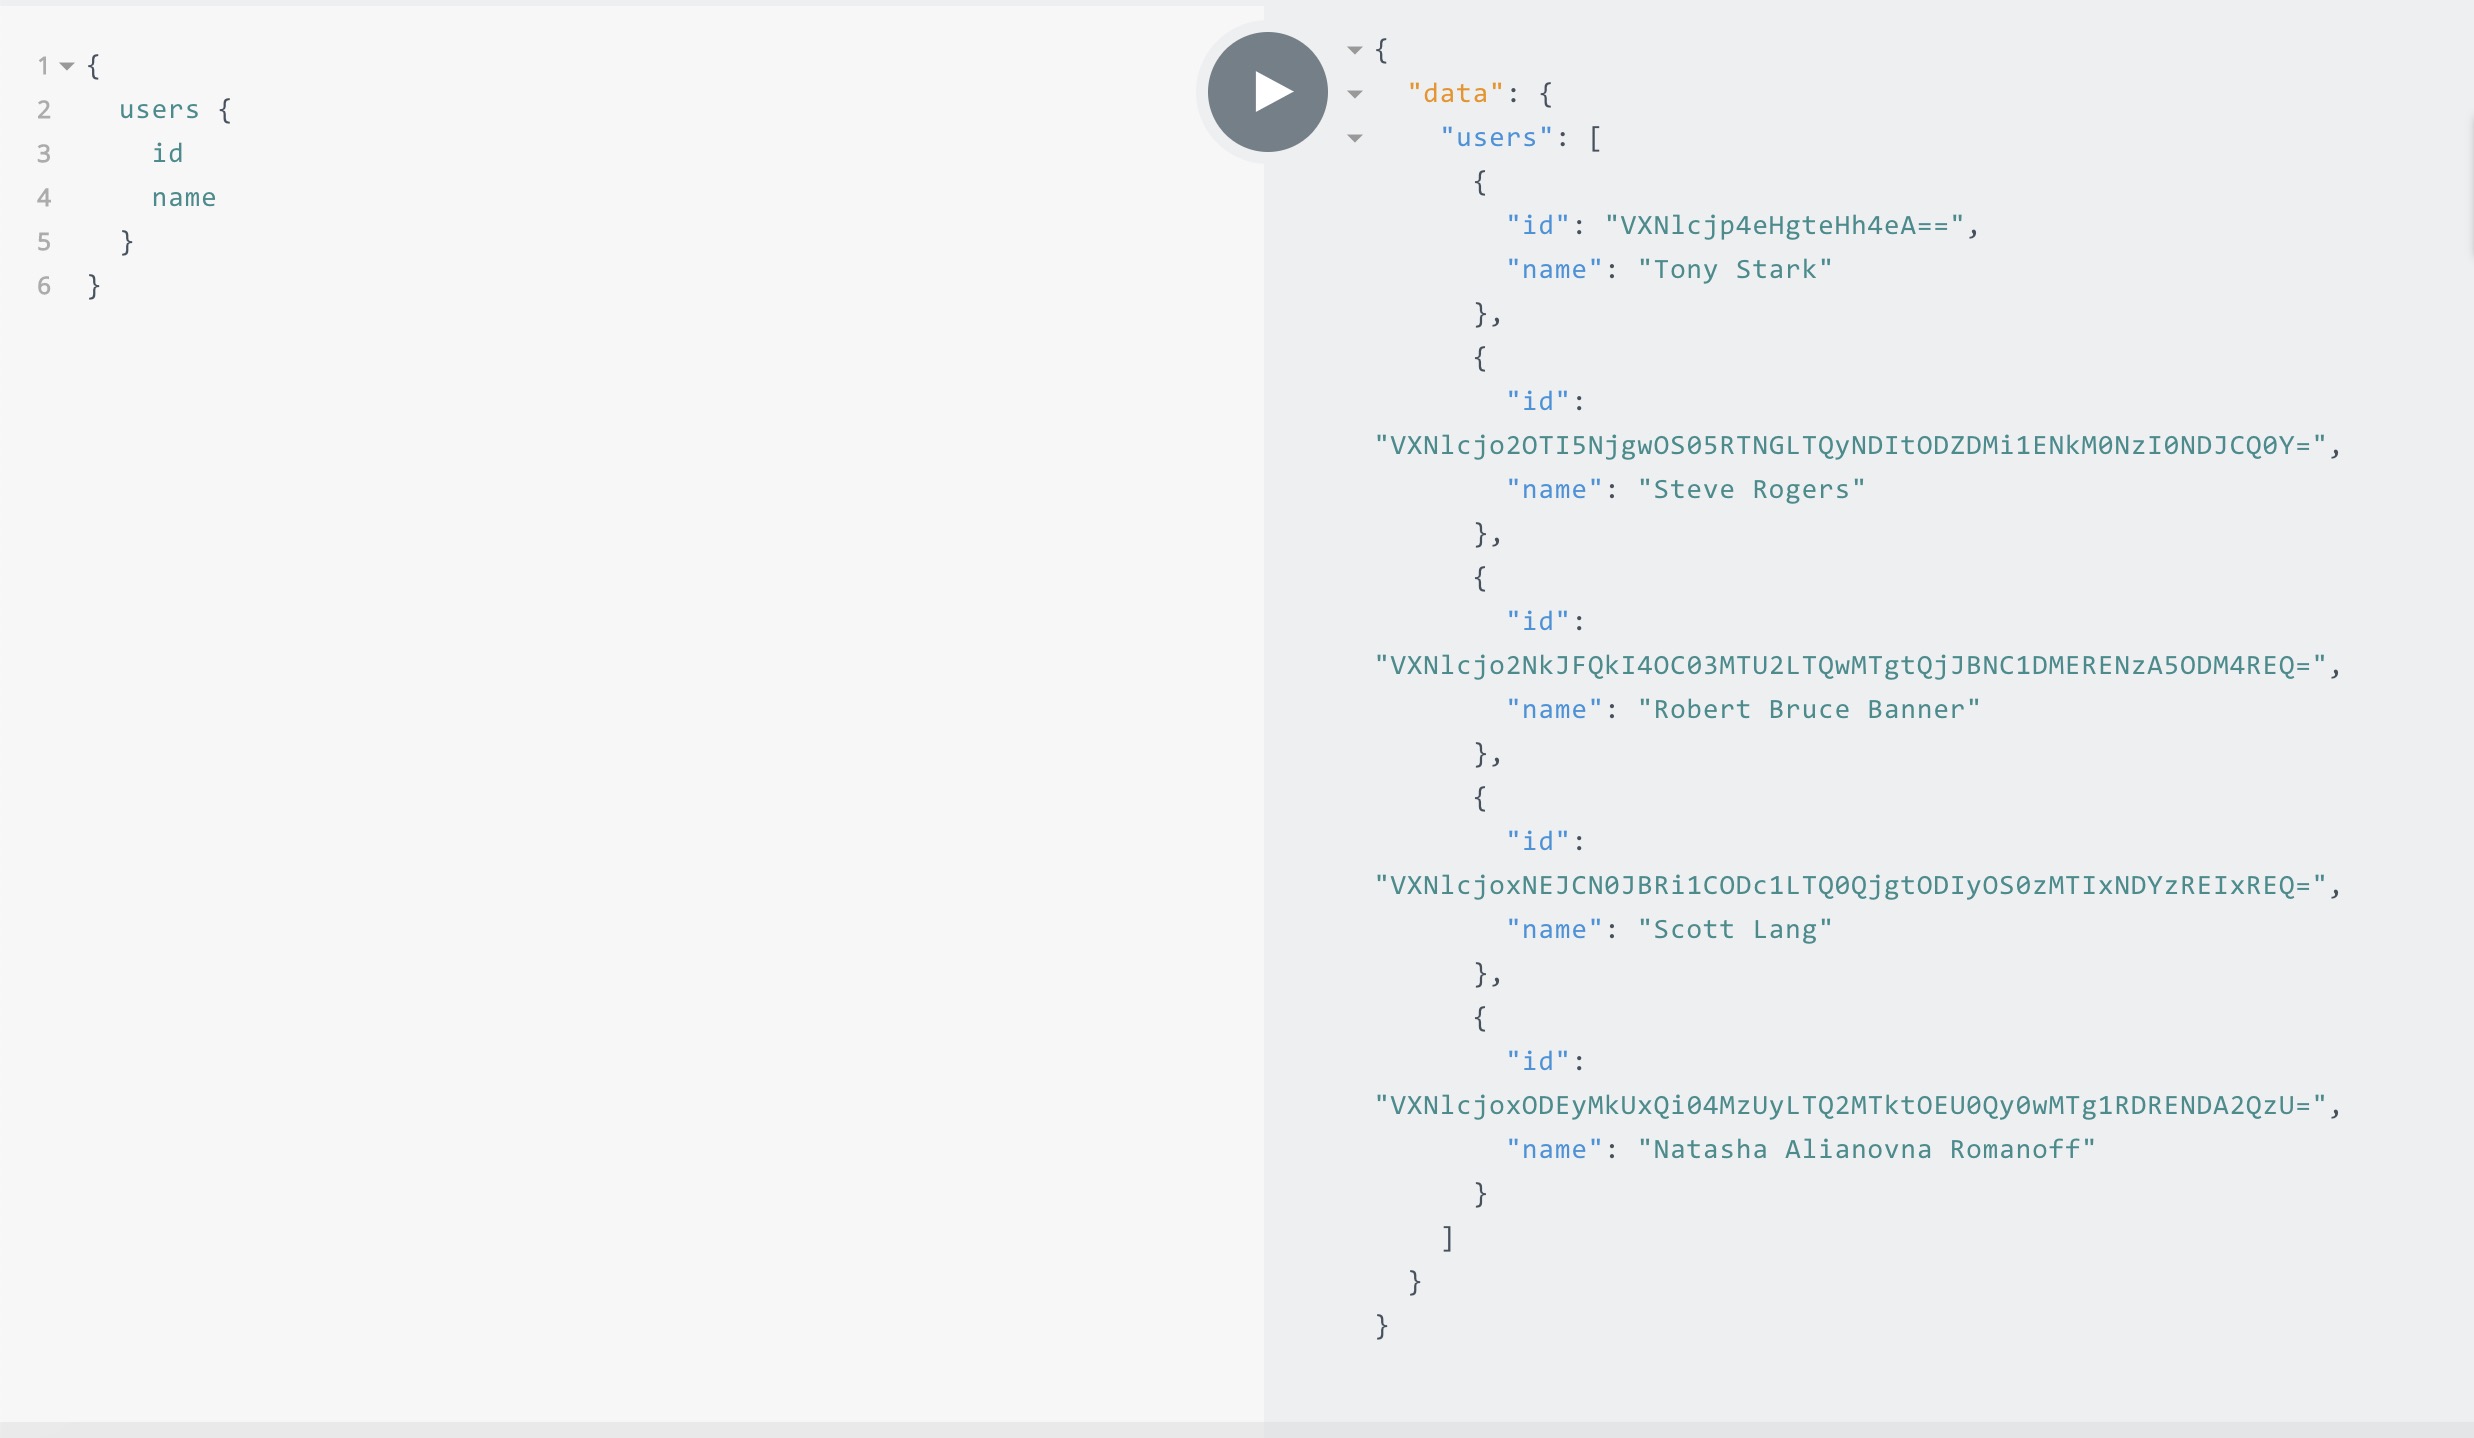 1 {
2 users {
3 id
4 name
5 }
6 }
{
"data": {
"users": [
{
"id": "VXNlcjp4eHgteHh4eA==",
"name": "Tony Stark"
},
{
"id":
"VXNlcjo2OTI5NjgwOS05RTNGLTQyNDItODZDMi1ENkM0NzI0NDJCQ0Y=",
"name": "Steve Rogers"
},
{
"id":
"VXNlcjo2NkJFQkI4OC03MTU2LTQwMTgtQjJBNC1DMERENzA5ODM4REQ=",
"name": "Robert Bruce Banner"
},
{
"id":
"VXNlcjoxNEJCN0JBRi1CODc1LTQ0QjgtODIyOS0zMTIxNDYzREIxREQ=",
"name": "Scott Lang"
},
{
"id":
"VXNlcjoxODEyMkUxQi04MzUyLTQ2MTktOEU0Qy0wMTg1RDRENDA2QzU=",
"name": "Natasha Alianovna Romanoff"
}
]
}
}